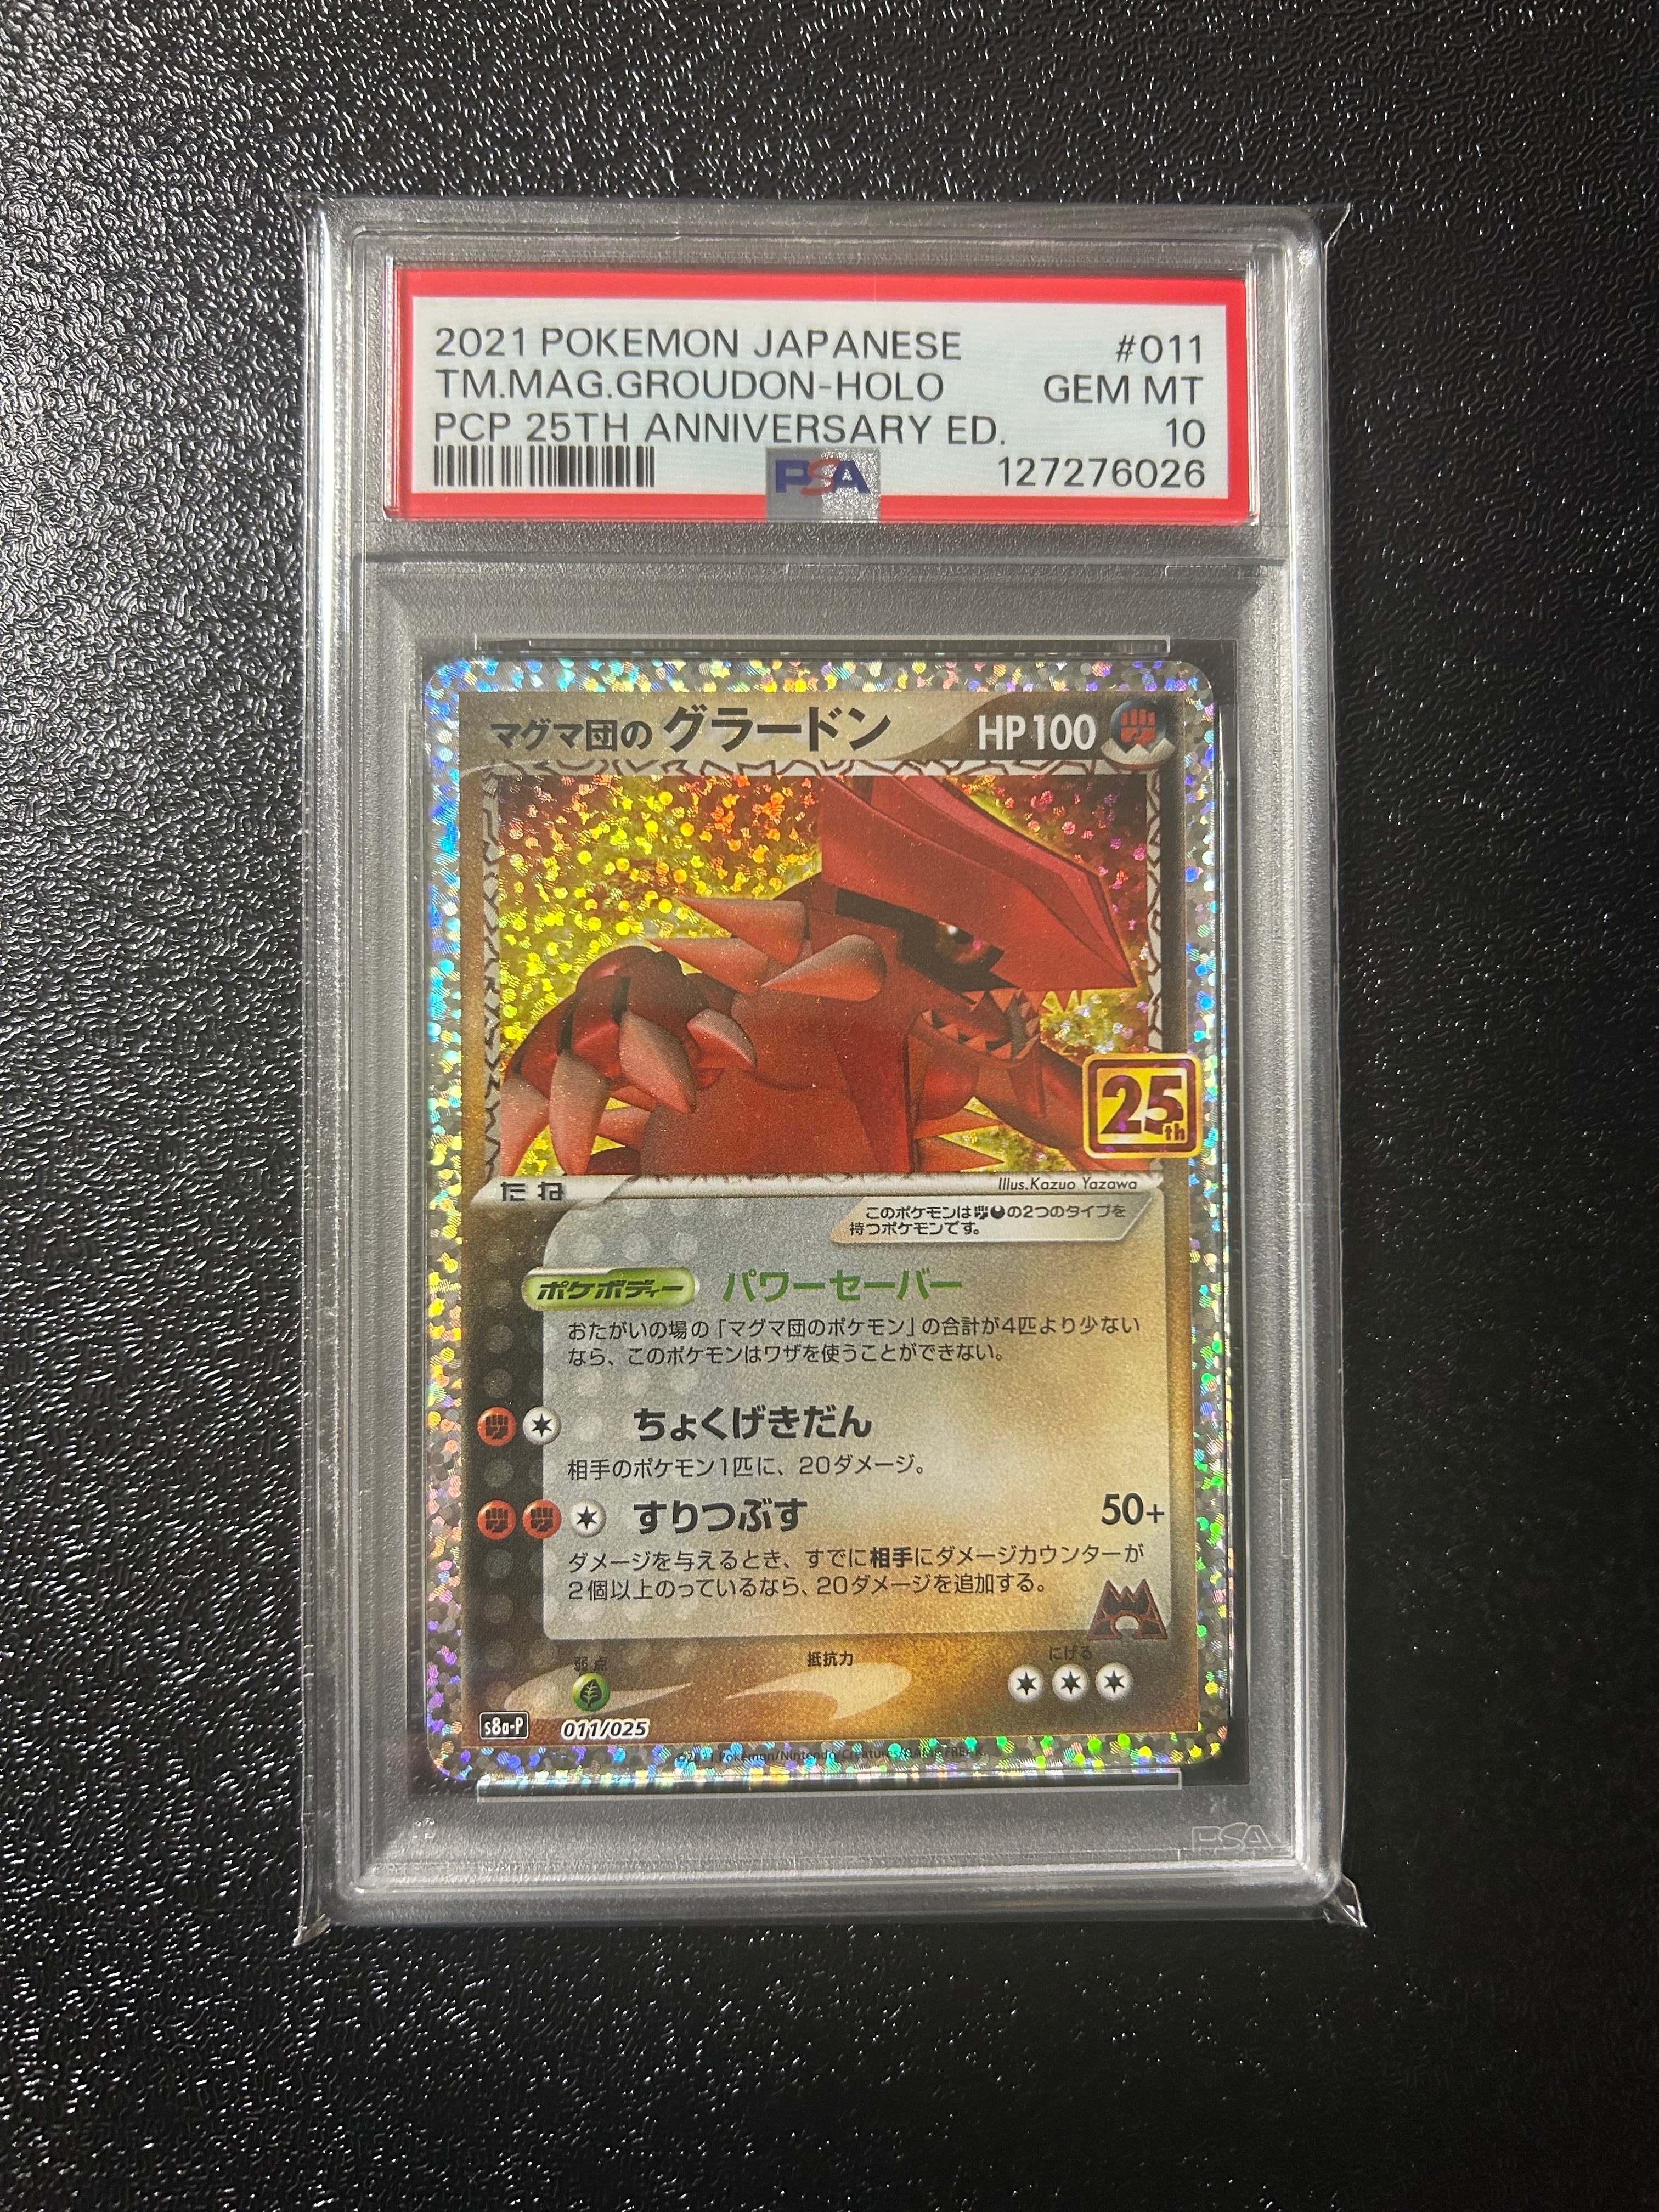 2021 POKEMON JAPANESE #011
TM.MAG.GROUDON-HOLO GEM MT
PCP 25TH ANNIVERSARY ED. 10
PSA 127276026
マグマ団の グラードン HP100
25th
たね Illus.Kazuo Yazawa
このポケモンは の2つのタイプを
持つポケモンです。
ポケボディー パワーセーバー
おたがいの場の「マグマ団のポケモン」の合計が4匹より少ない
なら、このポケモンはワザを使うことができない。
ちょくげきだん
相手のポケモン1匹に、20ダメージ。
すりつぶす 50+
ダメージを与えるとき、すでに相手にダメージカウンターが
2個以上のっているなら、20ダメージを追加する。
弱点 抵抗力 にげる
s8a-P 011/025
©2021 Pokémon/Nintendo/Creatures/GAME FREAK.
PSA